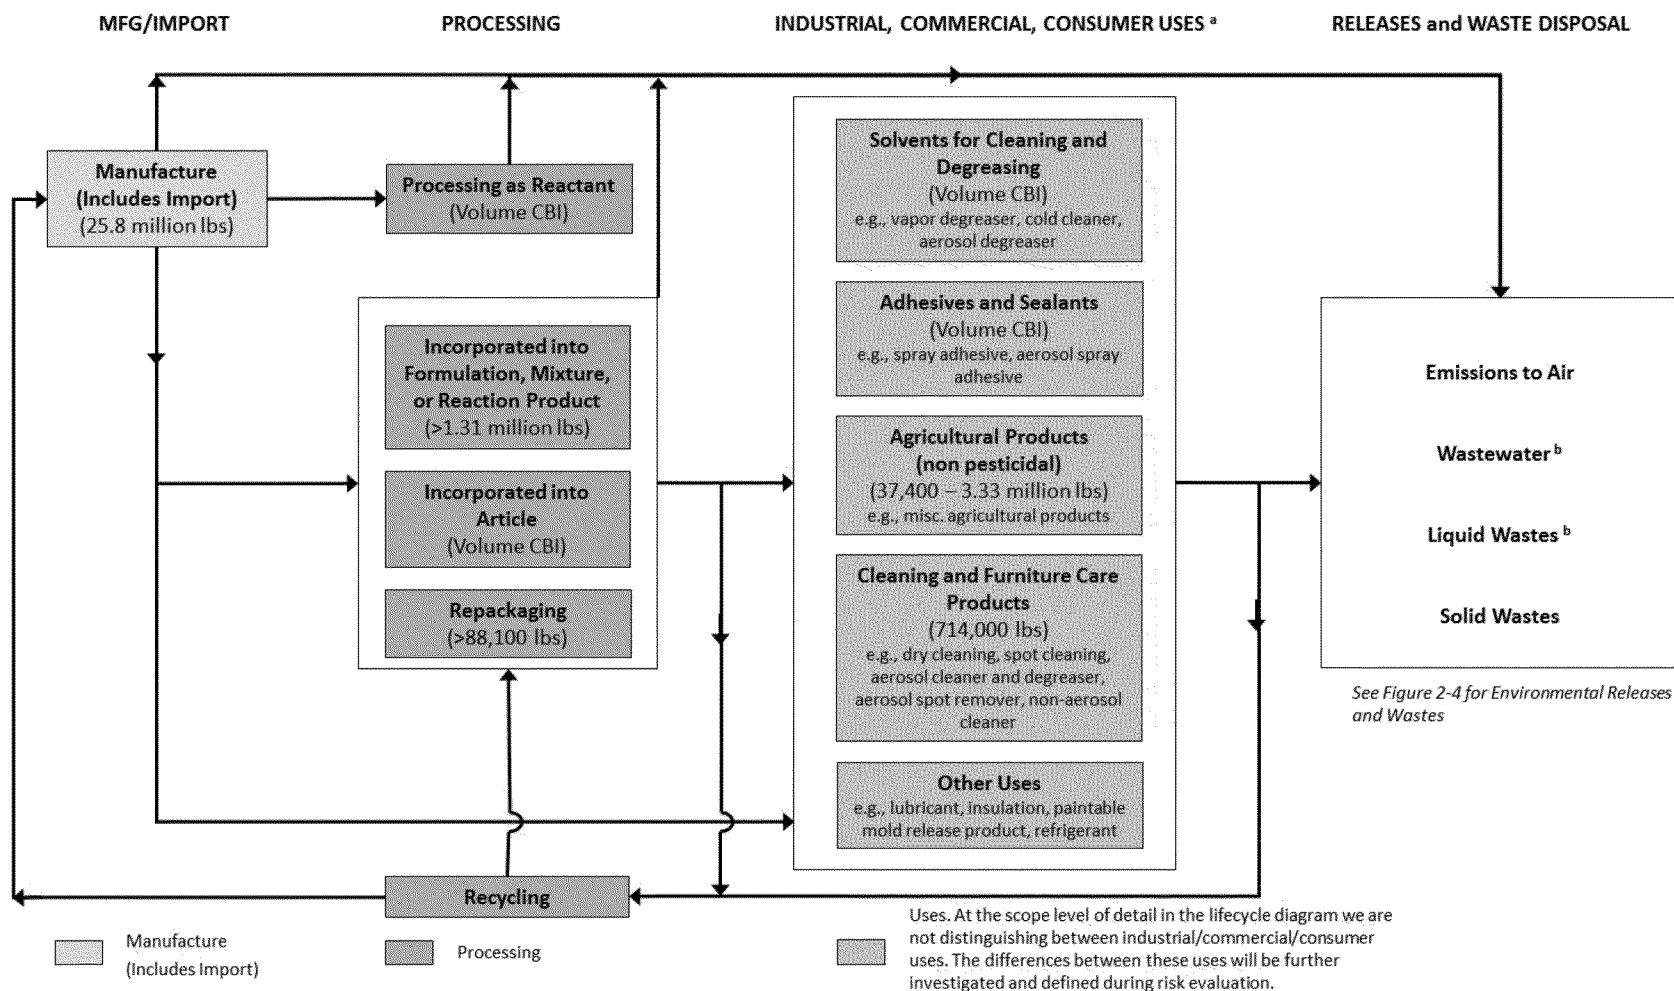 MFG/IMPORT
PROCESSING
INDUSTRIAL, COMMERCIAL, CONSUMER USES ᵃ
RELEASES and WASTE DISPOSAL
Manufacture
(Includes Import)
(25.8 million lbs)
Processing as Reactant
(Volume CBI)
Incorporated into
Formulation, Mixture,
or Reaction Product
(>1.31 million lbs)
Incorporated into
Article
(Volume CBI)
Repackaging
(>88,100 lbs)
Recycling
Solvents for Cleaning and
Degreasing
(Volume CBI)
e.g., vapor degreaser, cold cleaner,
aerosol degreaser
Adhesives and Sealants
(Volume CBI)
e.g., spray adhesive, aerosol spray
adhesive
Agricultural Products
(non pesticidal)
(37,400 – 3.33 million lbs)
e.g., misc. agricultural products
Cleaning and Furniture Care
Products
(714,000 lbs)
e.g., dry cleaning, spot cleaning,
aerosol cleaner and degreaser,
aerosol spot remover, non-aerosol
cleaner
Other Uses
e.g., lubricant, insulation, paintable
mold release product, refrigerant
Emissions to Air
Wastewater ᵇ
Liquid Wastes ᵇ
Solid Wastes
See Figure 2-4 for Environmental Releases
and Wastes
Manufacture
(Includes Import)
Processing
Uses. At the scope level of detail in the lifecycle diagram we are
not distinguishing between industrial/commercial/consumer
uses. The differences between these uses will be further
investigated and defined during risk evaluation.